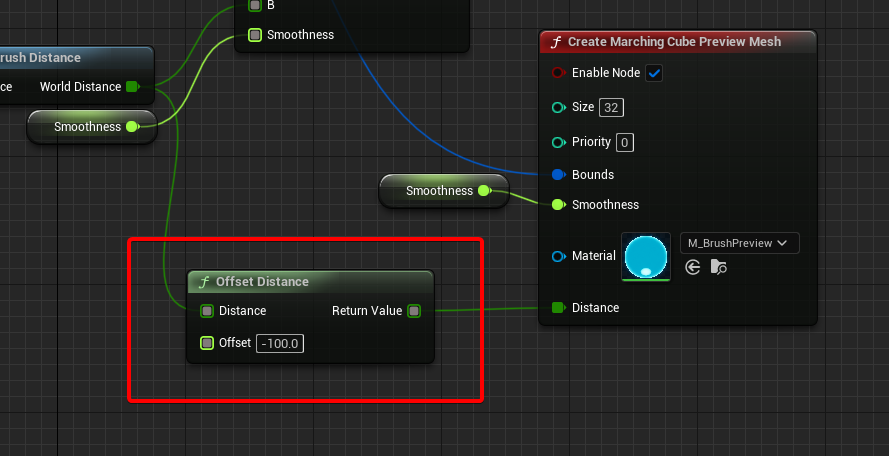 B
Smoothness
rush Distance
ce World Distance
Smoothness
Create Marching Cube Preview Mesh
Enable Node
Size 32
Priority 0
Bounds
Smoothness
Smoothness
Material M_BrushPreview
Distance
Offset Distance
Distance Return Value
Offset -100.0